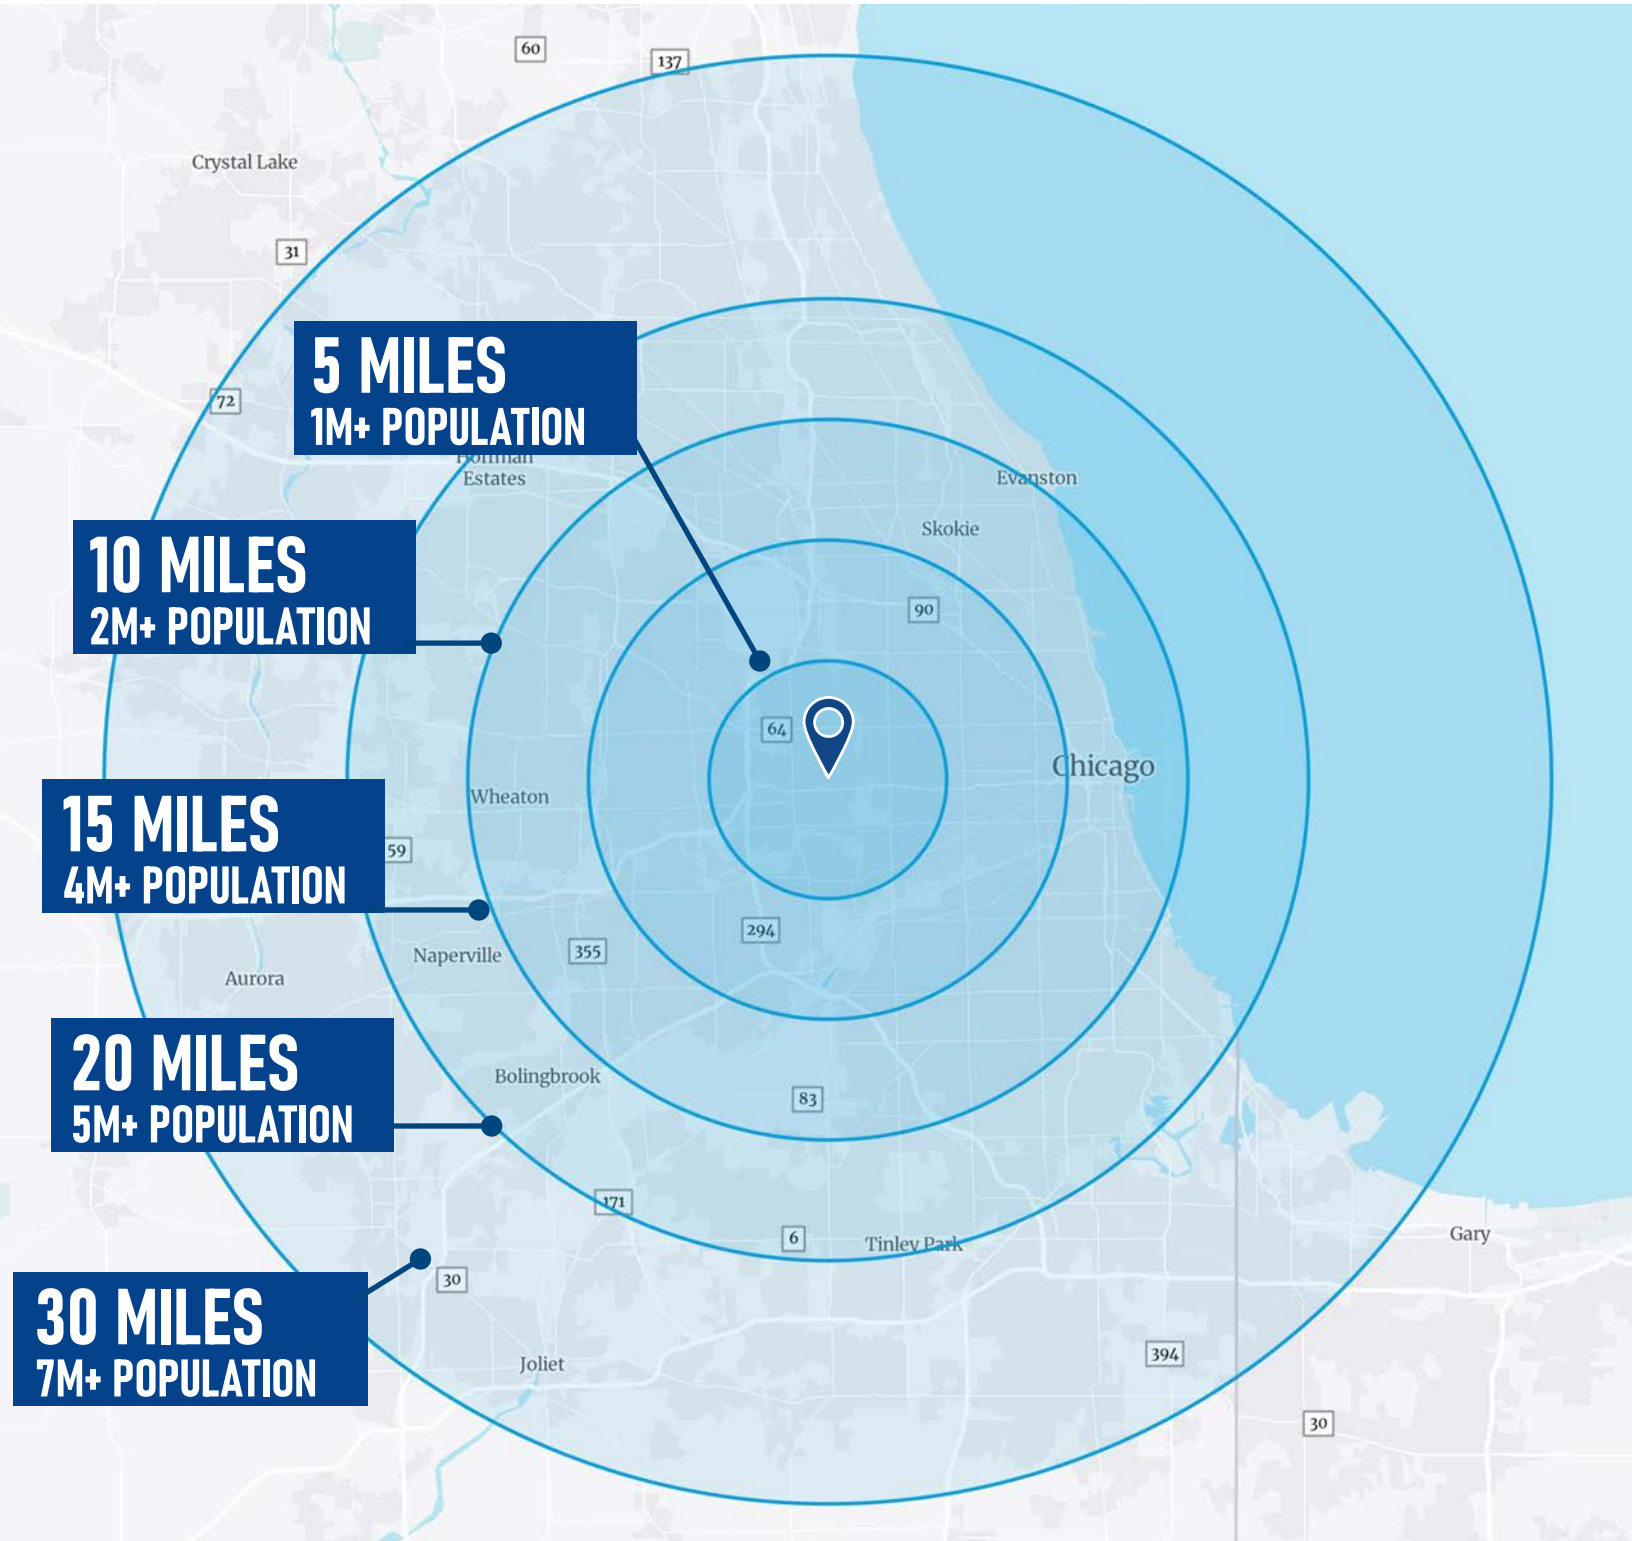 60
137
Crystal Lake
31
5 MILES
1M+ POPULATION
72
Hoffman
Estates
Evanston
Skokie
10 MILES
2M+ POPULATION
90
64
Chicago
15 MILES
4M+ POPULATION
Wheaton
59
294
355
Naperville
Aurora
20 MILES
5M+ POPULATION
Bolingbrook
83
171
6
Tinley Park
Gary
30
30 MILES
7M+ POPULATION
Joliet
394
30